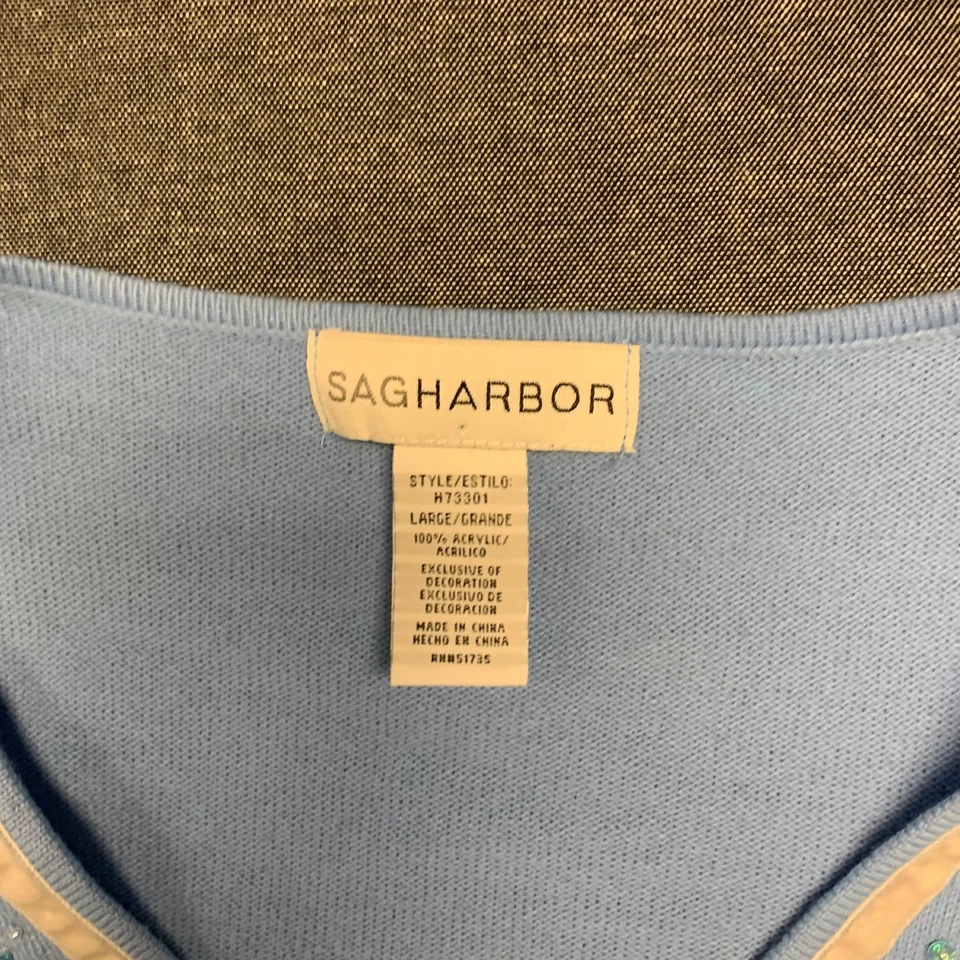 SAGHARBOR
STYLE/ESTILO:
H73301
LARGE/GRANDE
100% ACRYLIC/
ACRILICO
EXCLUSIVE OF
DECORATION
EXCLUSIVO DE
DECORACION
MADE IN CHINA
HECHO EN CHINA
RN#51735